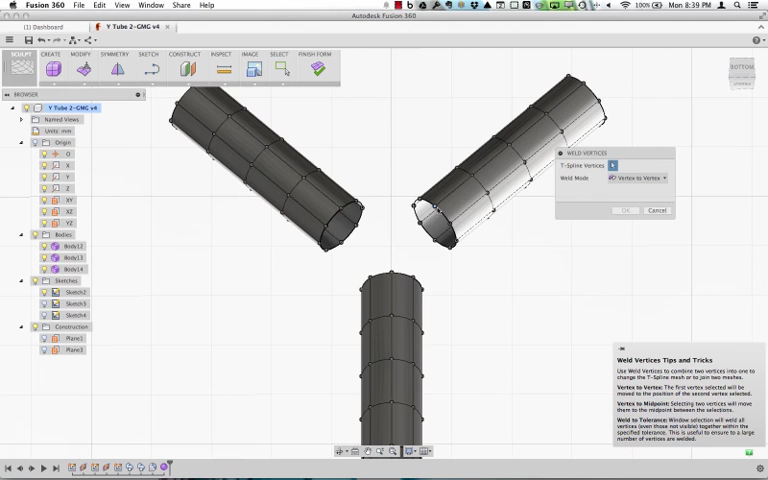 Fusion 360 File Edit View Window Share Help
100% Mon 8:39 PM
Autodesk Fusion 360
(1) Dashboard
Y Tube 2-GMG v4
SCULPT
CREATE
MODIFY
SYMMETRY
SKETCH
CONSTRUCT
INSPECT
IMAGE
SELECT
FINISH FORM
BOTTOM
BROWSER
Y Tube 2-GMG v4
Named Views
Units: mm
Origin
O
X
Y
Z
XY
XZ
YZ
Bodies
Body12
Body13
Body14
Sketches
Sketch2
Sketch3
Sketch4
Construction
Plane1
Plane3
WELD VERTICES
T-Spline Vertices
Weld Mode
Vertex to Vertex
OK
Cancel
Weld Vertices Tips and Tricks
Use Weld Vertices to combine two vertices into one to
change the T-Spline mesh or to join two meshes.
Vertex to Vertex: The first vertex selected will be
moved to the position of the second vertex selected.
Vertex to Midpoint: Selecting two vertices will move
them to the midpoint between the selections.
Weld to Tolerance: Window selection will weld all
vertices (even those not visible) together within
the specified tolerance. This is useful to ensure to a large
number of vertices are welded.